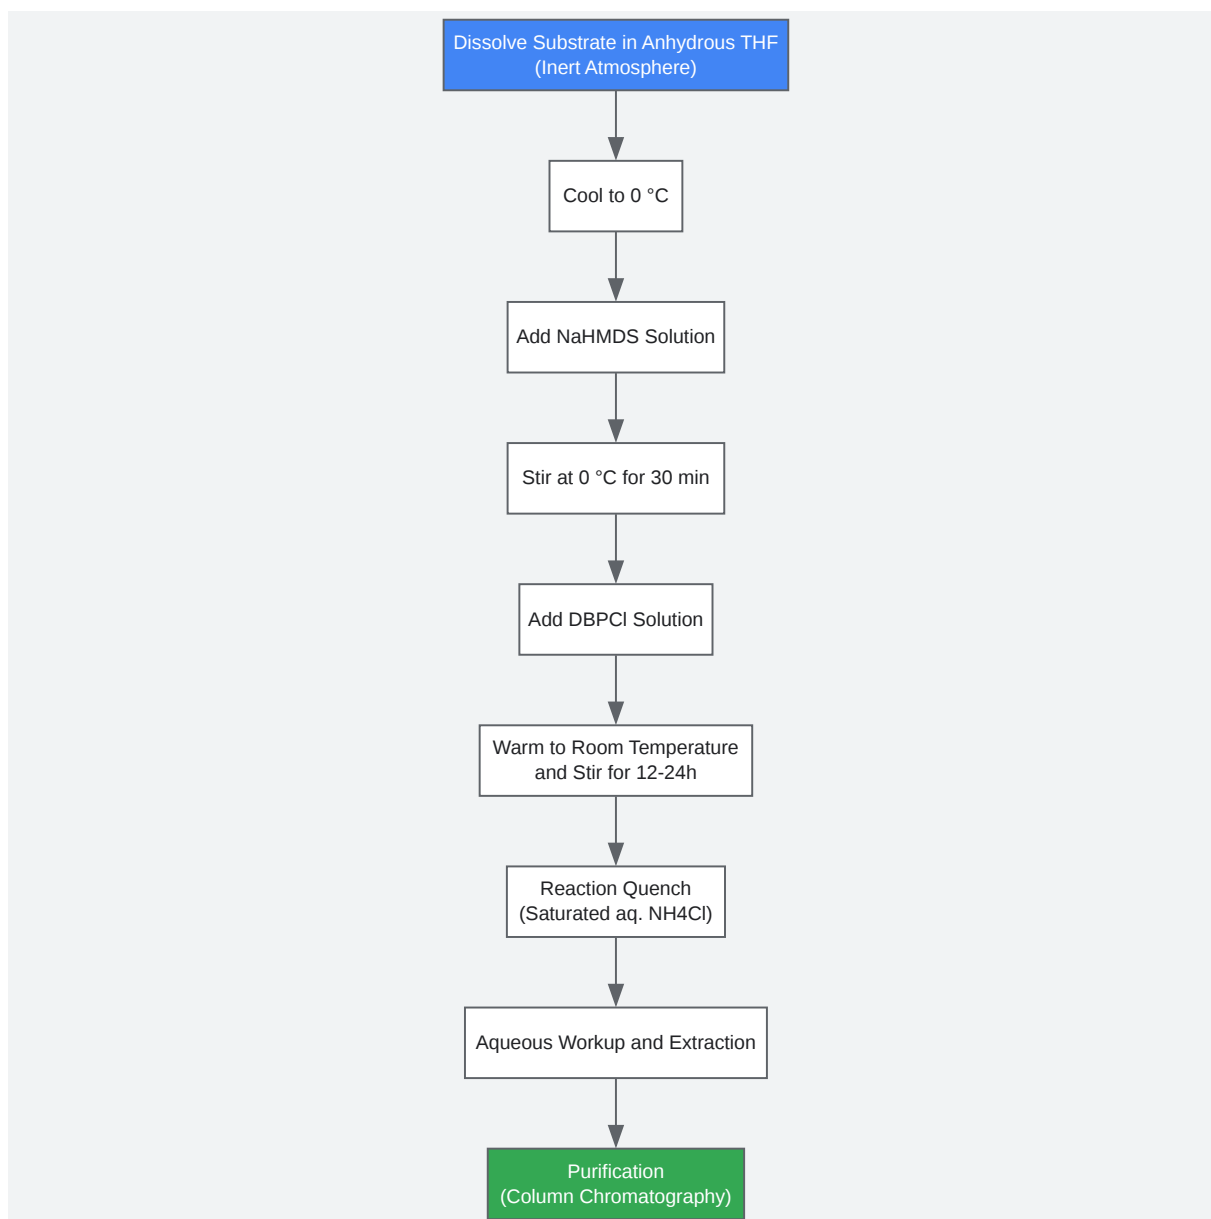 Dissolve Substrate in Anhydrous THF
(Inert Atmosphere)
Cool to 0 °C
Add NaHMDS Solution
Stir at 0 °C for 30 min
Add DBPCl Solution
Warm to Room Temperature
and Stir for 12-24h
Reaction Quench
(Saturated aq. NH4Cl)
Aqueous Workup and Extraction
Purification
(Column Chromatography)